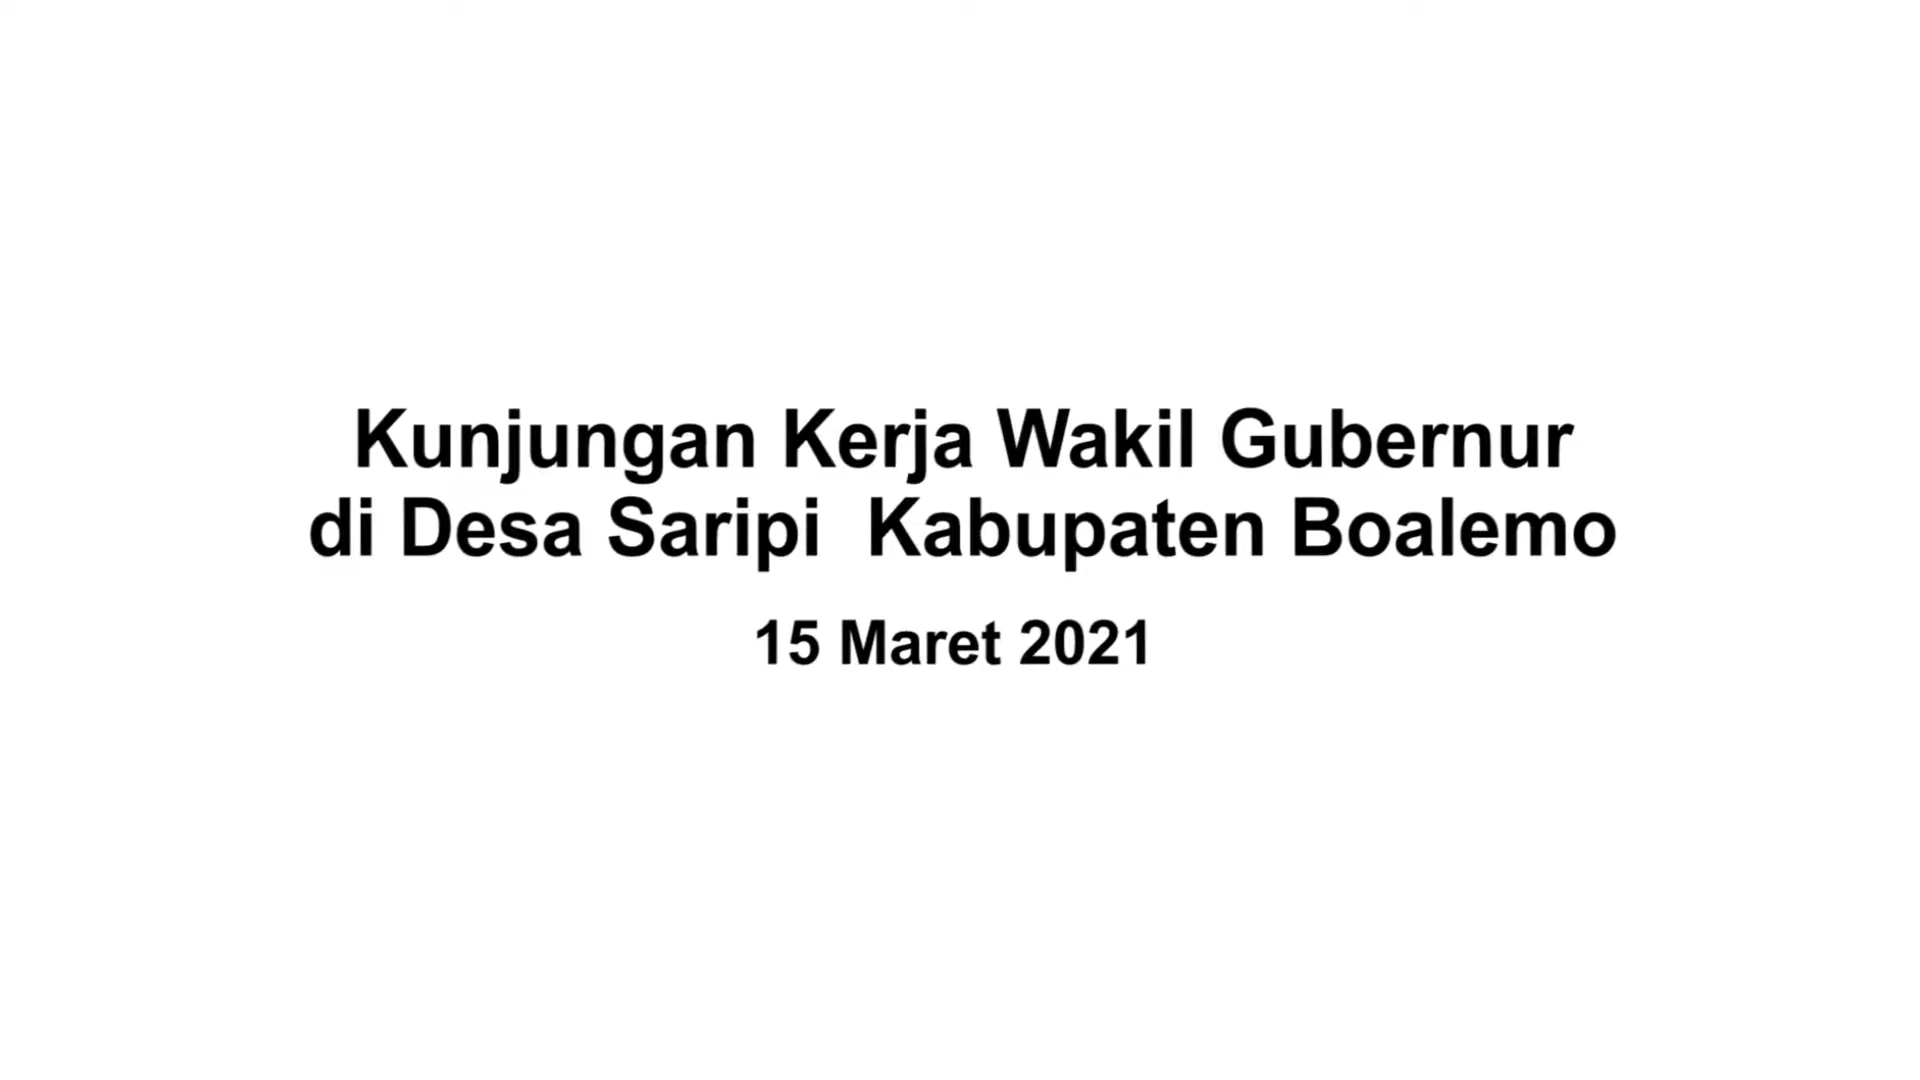 Kunjungan Kerja Wakil Gubernur
di Desa Saripi  Kabupaten Boalemo
15 Maret 2021